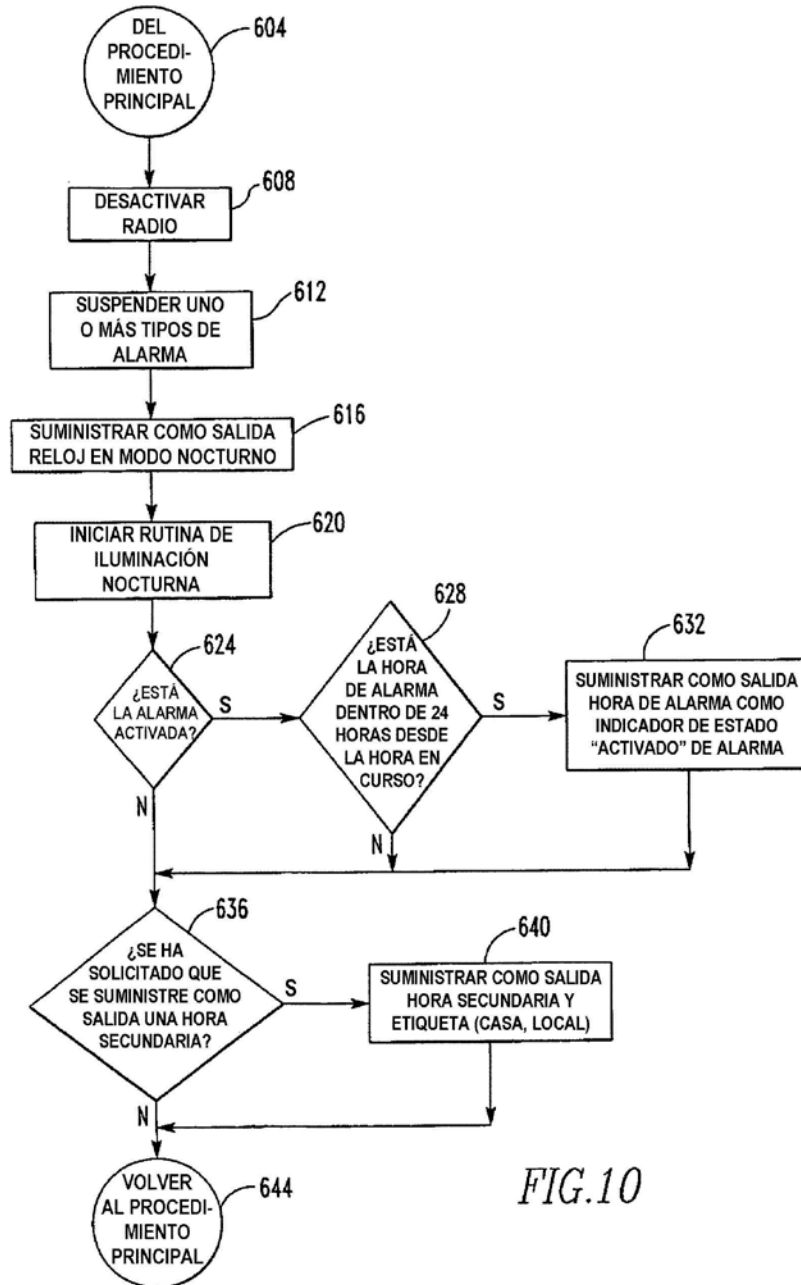 DEL
PROCEDI-
MIENTO
PRINCIPAL
604
DESACTIVAR
RADIO
608
SUSPENDER UNO
O MÁS TIPOS DE
ALARMA
612
SUMINISTRAR COMO SALIDA
RELOJ EN MODO NOCTURNO
616
INICIAR RUTINA DE
ILUMINACIÓN
NOCTURNA
620
624
¿ESTÁ
LA ALARMA
ACTIVADA?
S
N
628
¿ESTÁ
LA HORA
DE ALARMA
DENTRO DE 24
HORAS DESDE
LA HORA EN
CURSO?
S
N
632
SUMINISTRAR COMO SALIDA
HORA DE ALARMA COMO
INDICADOR DE ESTADO
“ACTIVADO” DE ALARMA
636
¿SE HA
SOLICITADO QUE
SE SUMINISTRE COMO
SALIDA UNA HORA
SECUNDARIA?
S
N
640
SUMINISTRAR COMO SALIDA
HORA SECUNDARIA Y
ETIQUETA (CASA, LOCAL)
VOLVER
AL PROCEDI-
MIENTO
PRINCIPAL
644
FIG.10